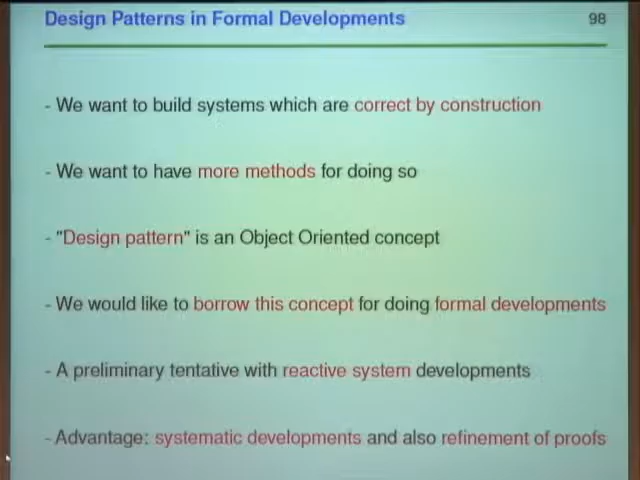 Design Patterns in Formal Developments 98
- We want to build systems which are correct by construction
- We want to have more methods for doing so
- "Design pattern" is an Object Oriented concept
- We would like to borrow this concept for doing formal developments
- A preliminary tentative with reactive system developments
- Advantage: systematic developments and also refinement of proofs